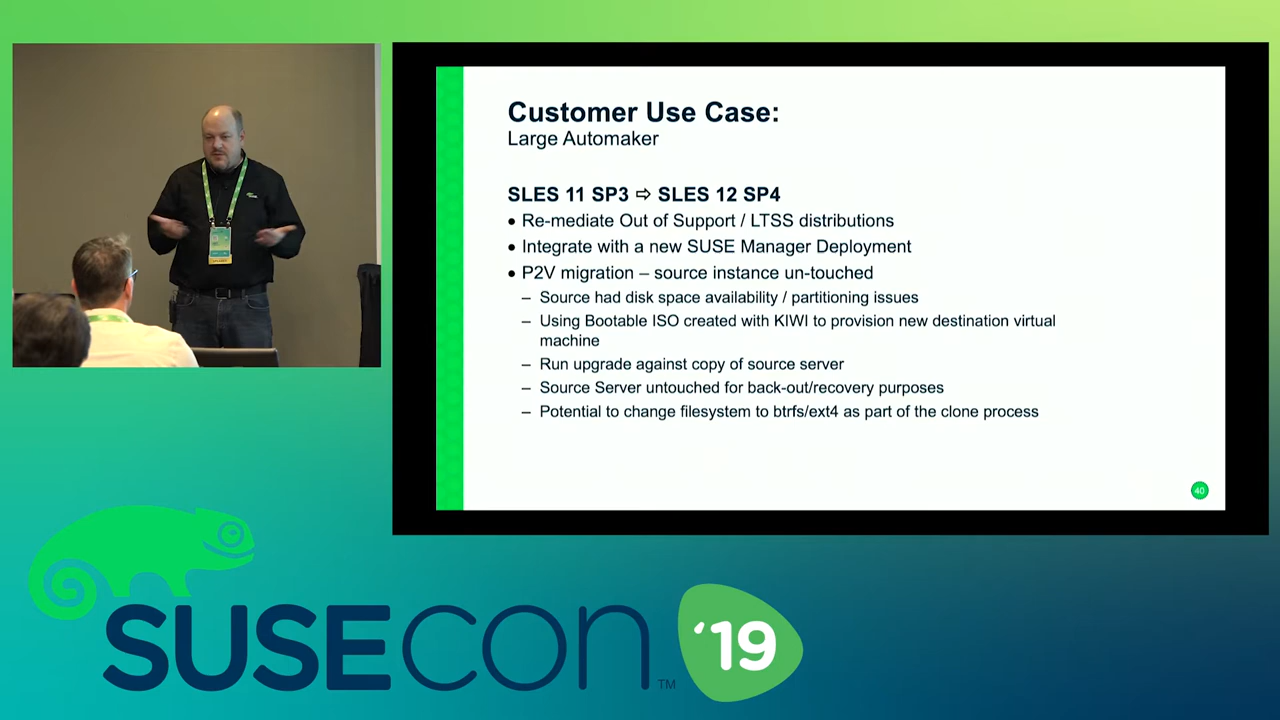 Customer Use Case:
Large Automaker
SLES 11 SP3 ⇨ SLES 12 SP4
• Re-mediate Out of Support / LTSS distributions
• Integrate with a new SUSE Manager Deployment
• P2V migration – source instance un-touched
– Source had disk space availability / partitioning issues
– Using Bootable ISO created with KIWI to provision new destination virtual
machine
– Run upgrade against copy of source server
– Source Server untouched for back-out/recovery purposes
– Potential to change filesystem to btrfs/ext4 as part of the clone process
40
SUSECON™ '19